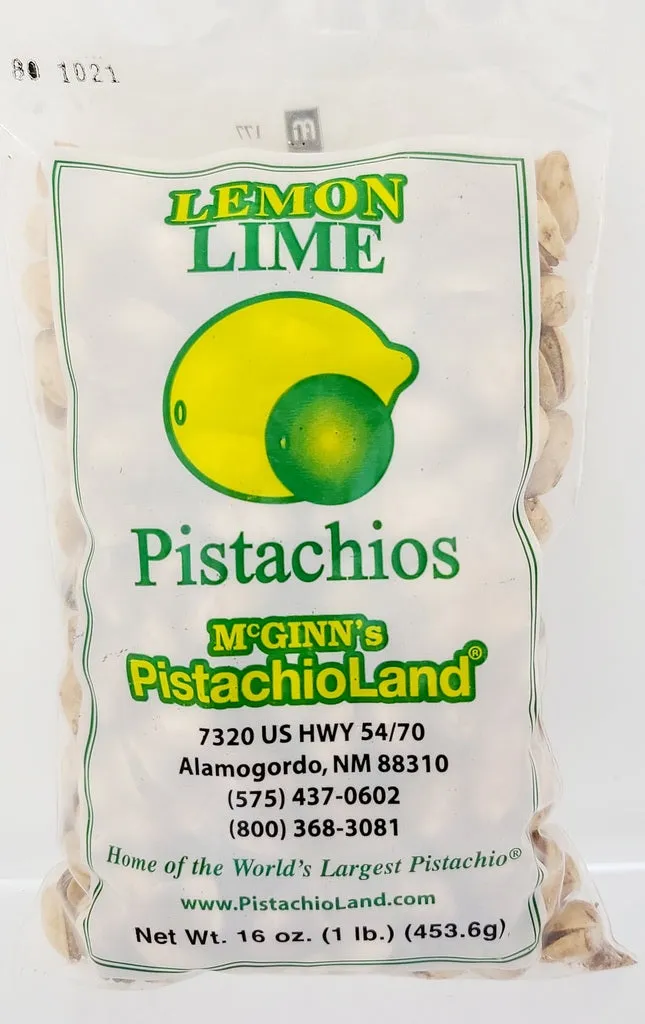 1021
177
LEMON
LIME
Pistachios
McGINN's
PistachioLand®
7320 US HWY 54/70
Alamogordo, NM 88310
(575) 437-0602
(800) 368-3081
Home of the World's Largest Pistachio®
www.PistachioLand.com
Net Wt. 16 oz. (1 lb.) (453.6g)